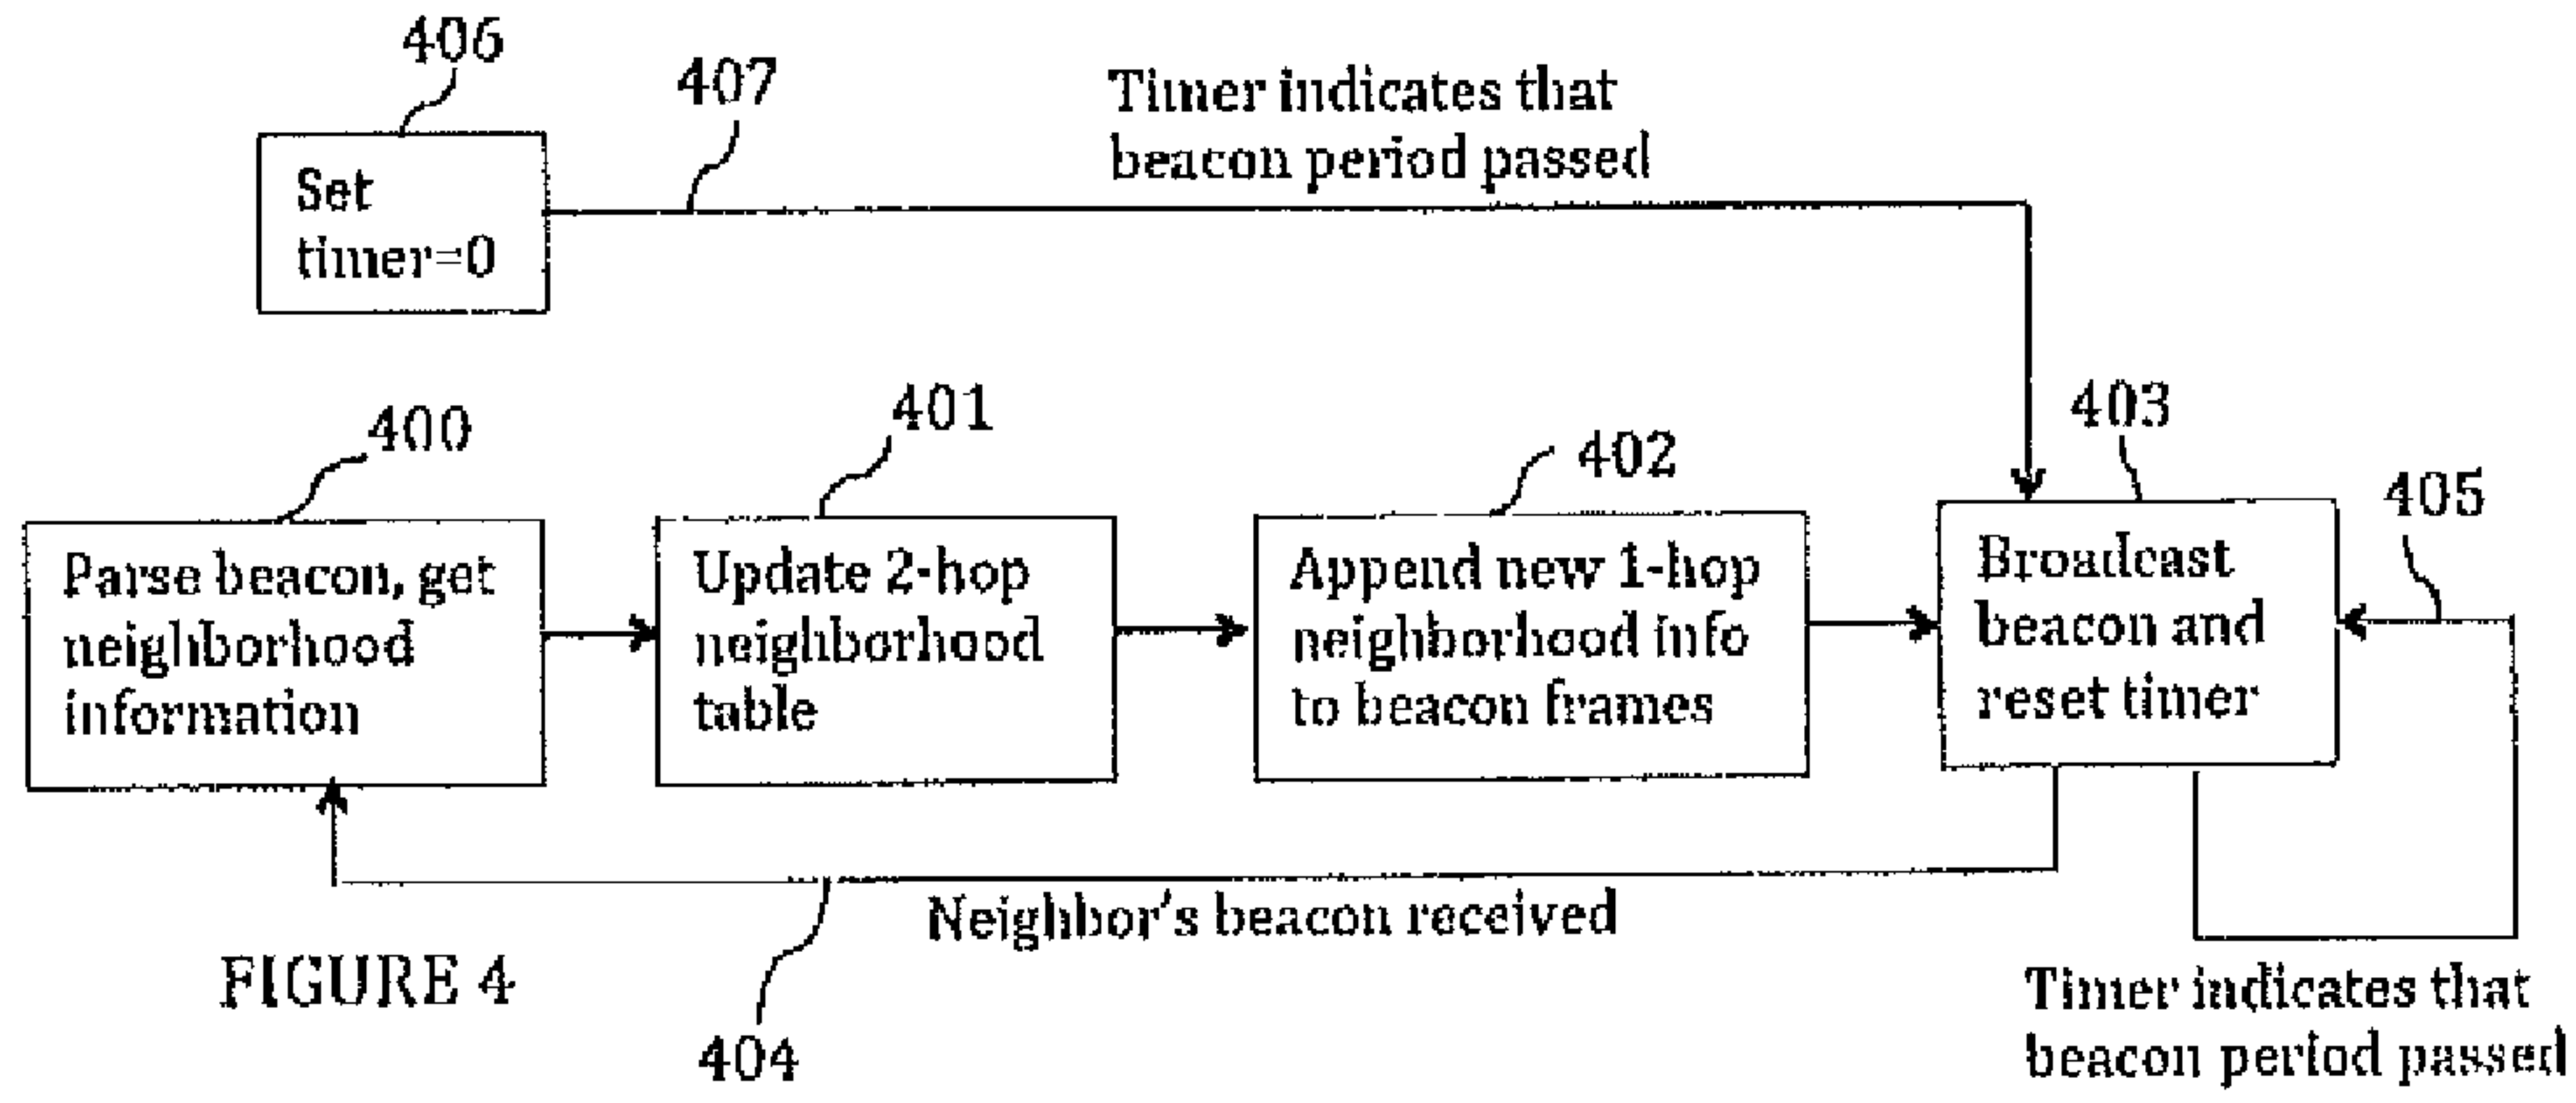 406
407
Timer indicates that
beacon period passed
Set
timer=0
400
401
402
403
405
Parse beacon, get
neighborhood
information
Update 2-hop
neighborhood
table
Append new 1-hop
neighborhood info
to beacon frames
Broadcast
beacon and
reset timer
Neighbor's beacon received
FIGURE 4
404
Timer indicates that
beacon period passed